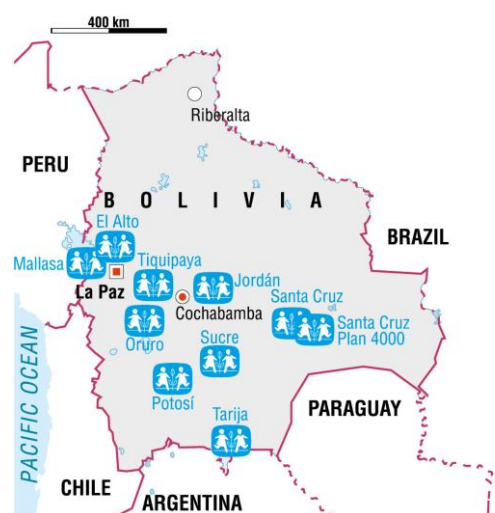 400 km
Riberalta
PERU
BOLIVIA
El Alto
BRAZIL
Mallasa
Tiquipaya
Jordán
La Paz
Santa Cruz
Cochabamba
Santa Cruz
Plan 4000
Oruro
Sucre
Potosí
PARAGUAY
Tarija
PACIFIC OCEAN
CHILE
ARGENTINA